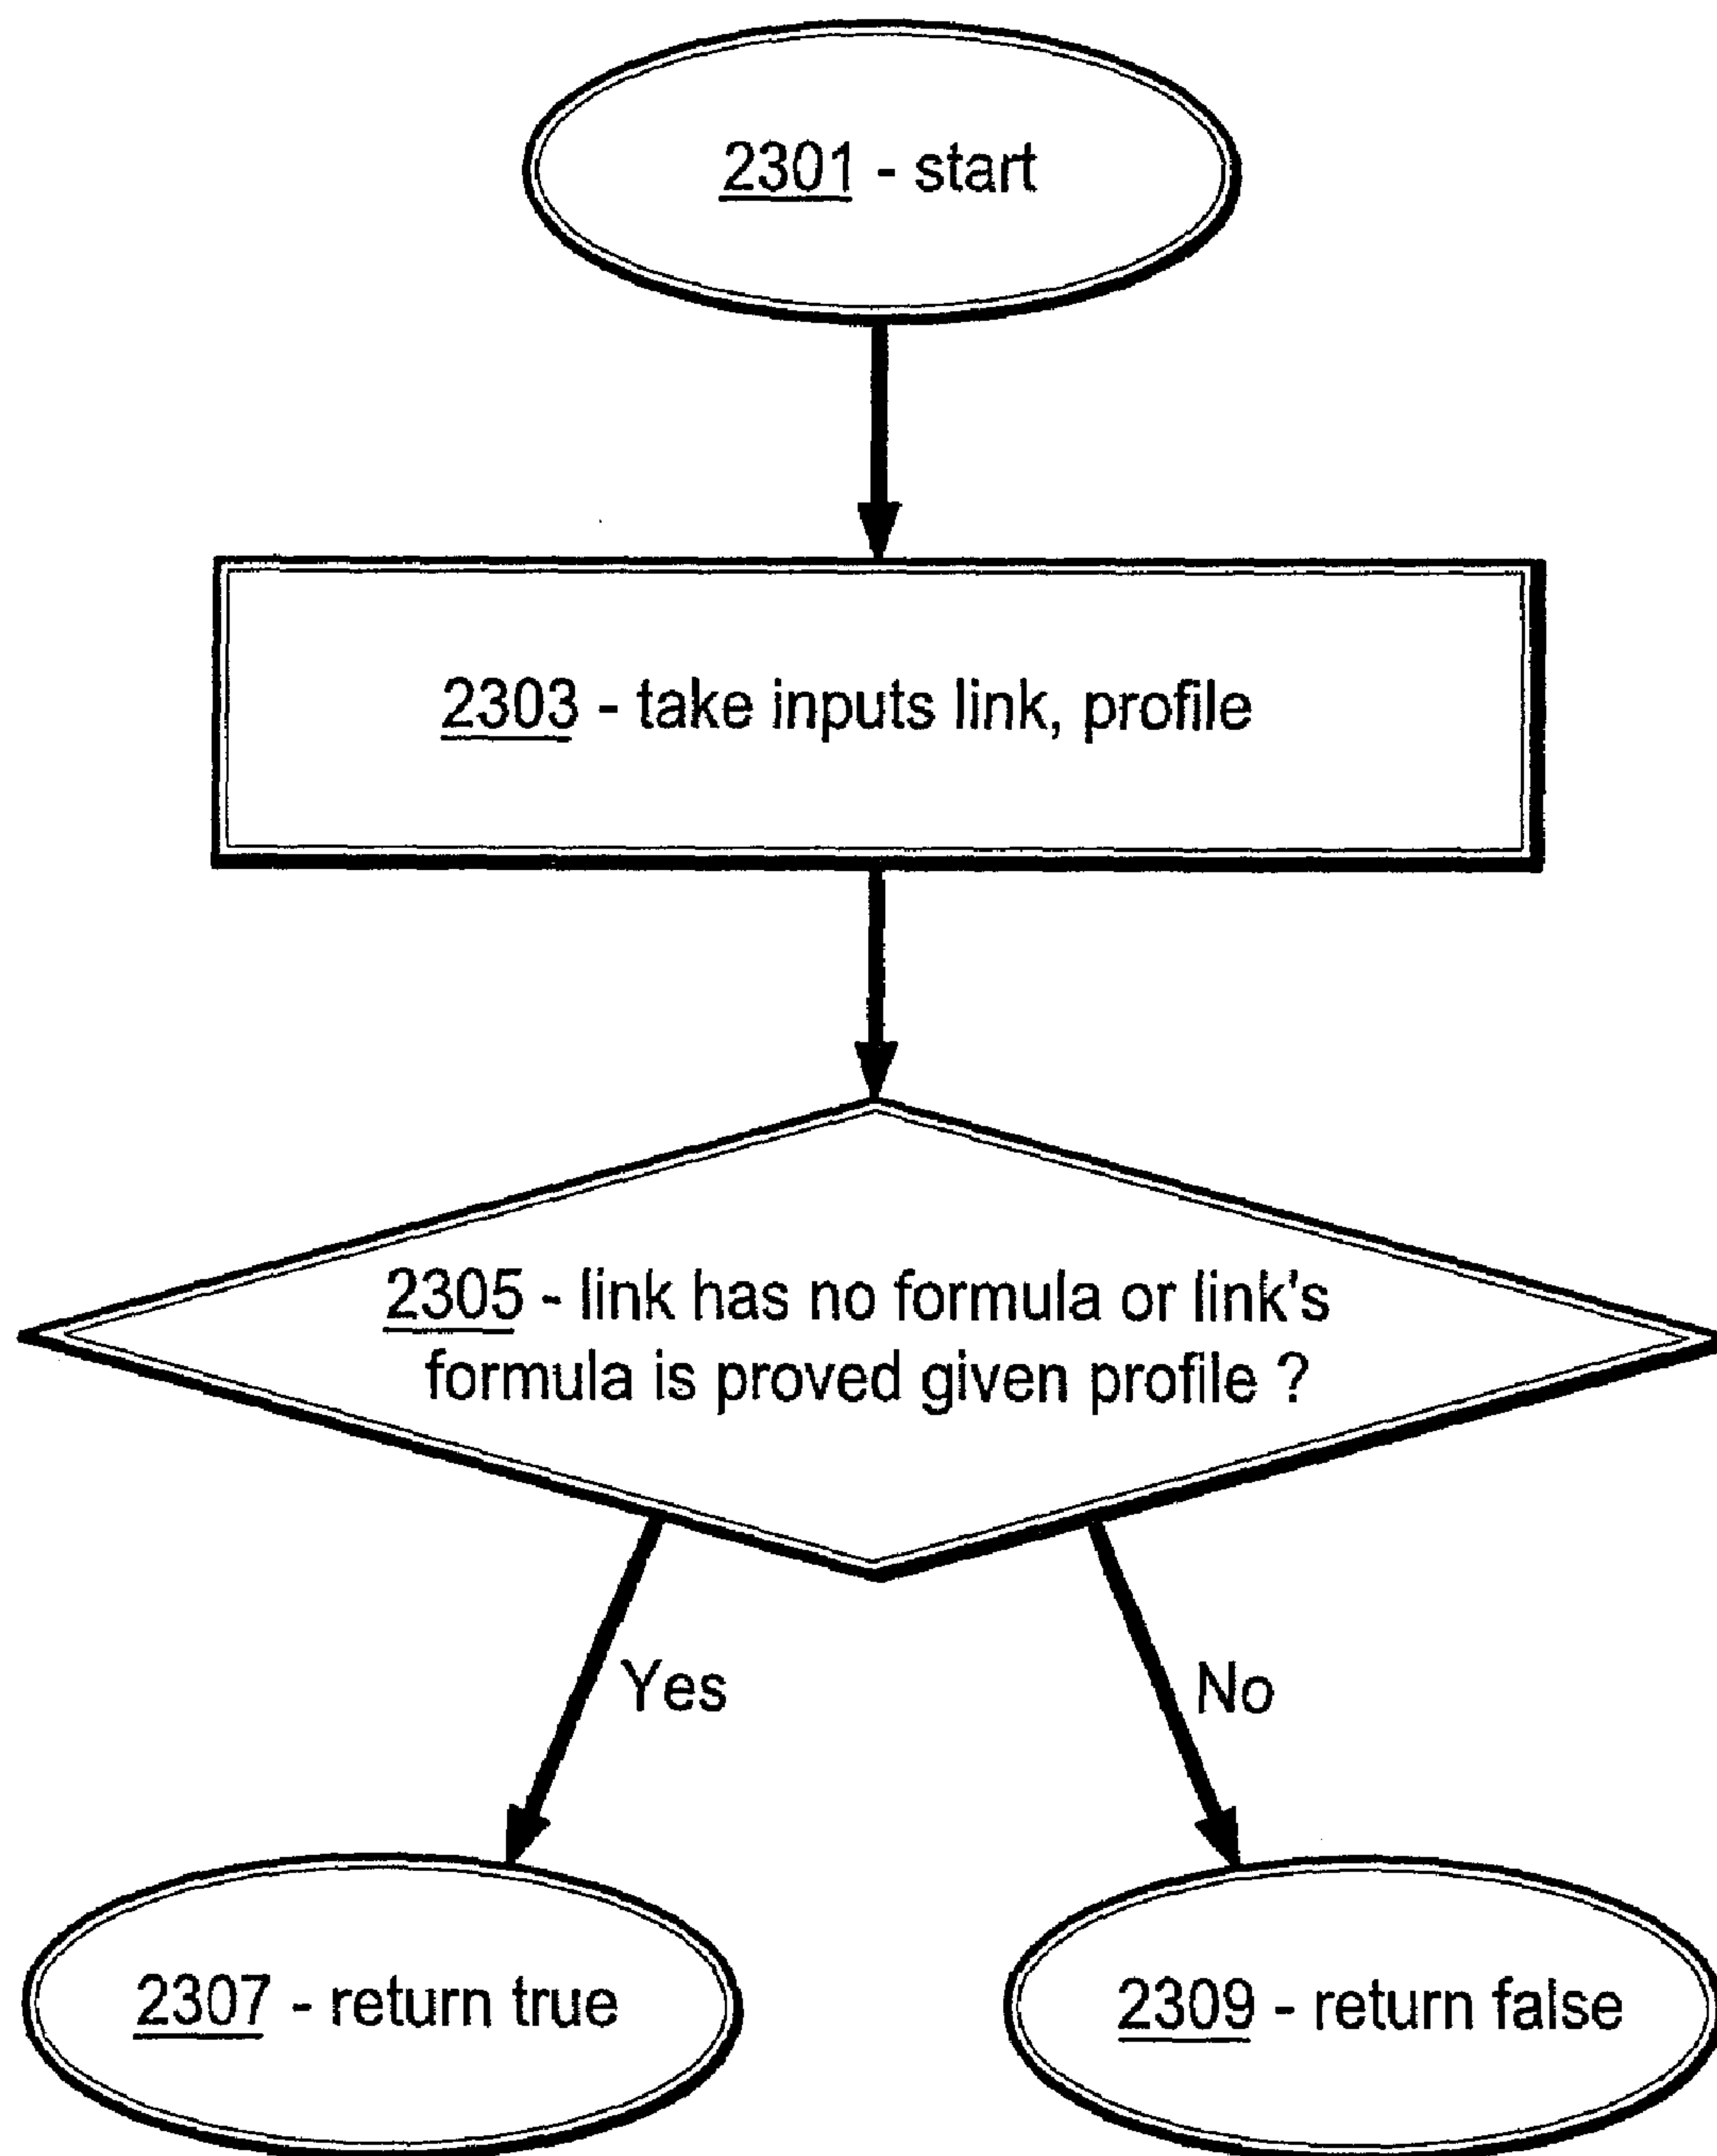 2301 - start
2303 - take inputs link, profile
2305 - link has no formula or link's
formula is proved given profile ?
Yes
No
2307 - return true
2309 - return false